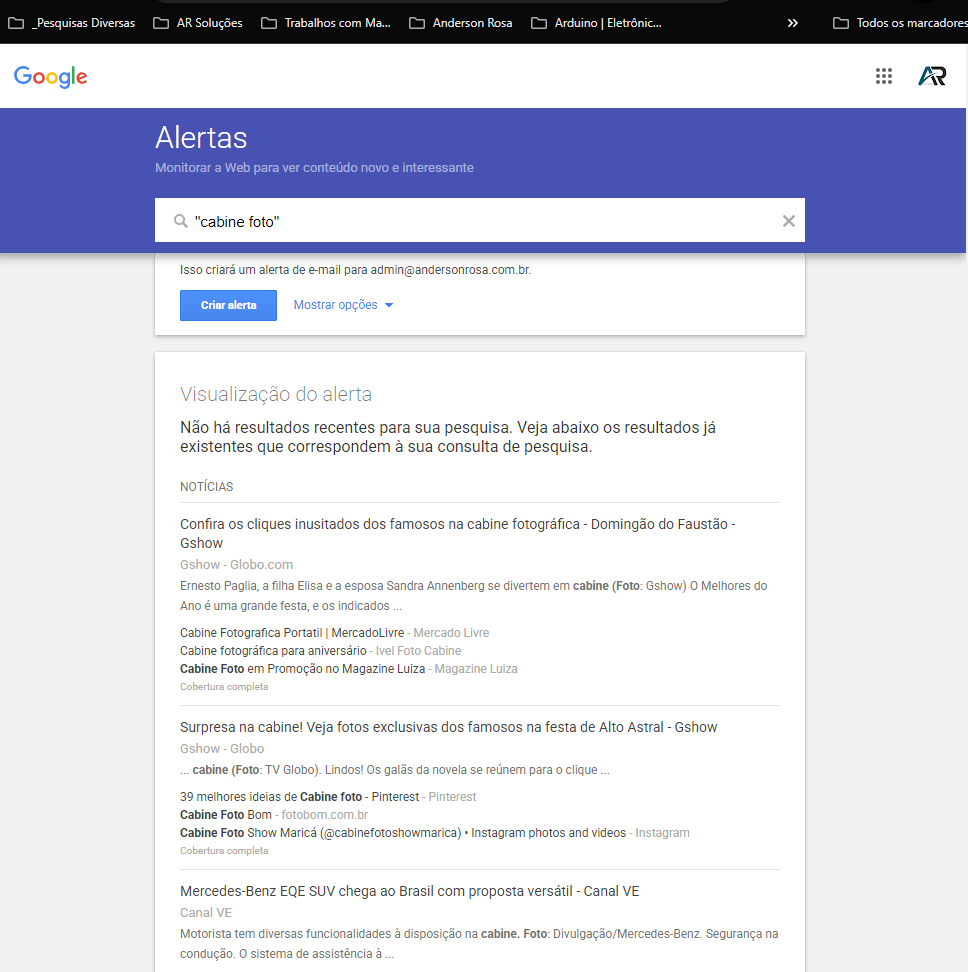 _Pesquisas Diversas AR Soluções Trabalhos com Ma... Anderson Rosa Arduino | Eletrônic... » Todos os marcadores
Google AR
Alertas
Monitorar a Web para ver conteúdo novo e interessante
"cabine foto"
Isso criará um alerta de e-mail para admin@andersonrosa.com.br.
Criar alerta Mostrar opções
Visualização do alerta
Não há resultados recentes para sua pesquisa. Veja abaixo os resultados já
existentes que correspondem à sua consulta de pesquisa.
NOTÍCIAS
Confira os cliques inusitados dos famosos na cabine fotográfica - Domingão do Faustão -
Gshow
Gshow - Globo.com
Ernesto Paglia, a filha Elisa e a esposa Sandra Annenberg se divertem em cabine (Foto: Gshow) O Melhores do
Ano é uma grande festa, e os indicados ...
Cabine Fotografica Portatil | MercadoLivre - Mercado Livre
Cabine fotográfica para aniversário - Ivel Foto Cabine
Cabine Foto em Promoção no Magazine Luiza - Magazine Luiza
Cobertura completa
Surpresa na cabine! Veja fotos exclusivas dos famosos na festa de Alto Astral - Gshow
Gshow - Globo
... cabine (Foto: TV Globo). Lindos! Os galãs da novela se reúnem para o clique ...
39 melhores ideias de Cabine foto - Pinterest - Pinterest
Cabine Foto Bom - fotobom.com.br
Cabine Foto Show Maricá (@cabinefotoshowmarica) • Instagram photos and videos - Instagram
Cobertura completa
Mercedes-Benz EQE SUV chega ao Brasil com proposta versátil - Canal VE
Canal VE
Motorista tem diversas funcionalidades à disposição na cabine. Foto: Divulgação/Mercedes-Benz. Segurança na
condução. O sistema de assistência à ...